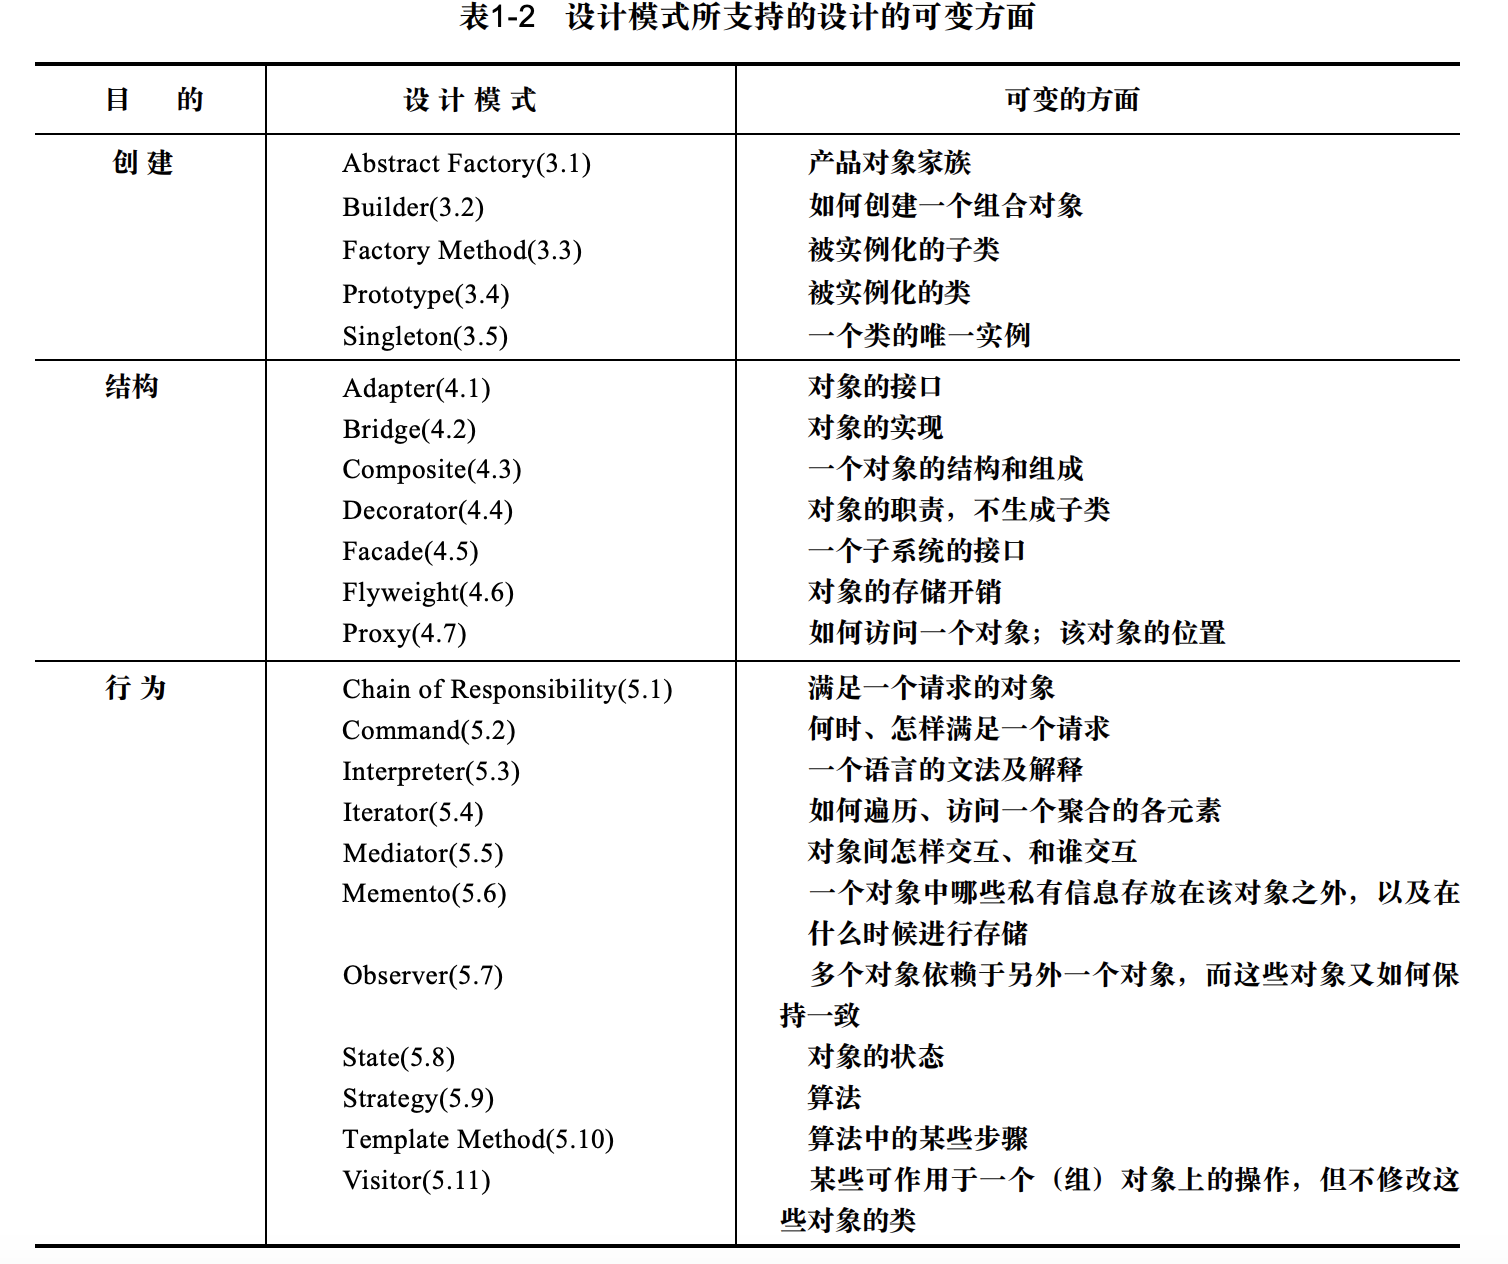 表1-2 设计模式所支持的设计的可变方面
目 的 设 计 模 式 可变的方面
创 建 Abstract Factory(3.1) 产品对象家族
Builder(3.2) 如何创建一个组合对象
Factory Method(3.3) 被实例化的子类
Prototype(3.4) 被实例化的类
Singleton(3.5) 一个类的唯一实例
结构 Adapter(4.1) 对象的接口
Bridge(4.2) 对象的实现
Composite(4.3) 一个对象的结构和组成
Decorator(4.4) 对象的职责，不生成子类
Facade(4.5) 一个子系统的接口
Flyweight(4.6) 对象的存储开销
Proxy(4.7) 如何访问一个对象；该对象的位置
行 为 Chain of Responsibility(5.1) 满足一个请求的对象
Command(5.2) 何时、怎样满足一个请求
Interpreter(5.3) 一个语言的文法及解释
Iterator(5.4) 如何遍历、访问一个聚合的各元素
Mediator(5.5) 对象间怎样交互、和谁交互
Memento(5.6) 一个对象中哪些私有信息存放在该对象之外，以及在
什么时候进行存储
Observer(5.7) 多个对象依赖于另外一个对象，而这些对象又如何保
持一致
State(5.8) 对象的状态
Strategy(5.9) 算法
Template Method(5.10) 算法中的某些步骤
Visitor(5.11) 某些可作用于一个（组）对象上的操作，但不修改这
些对象的类